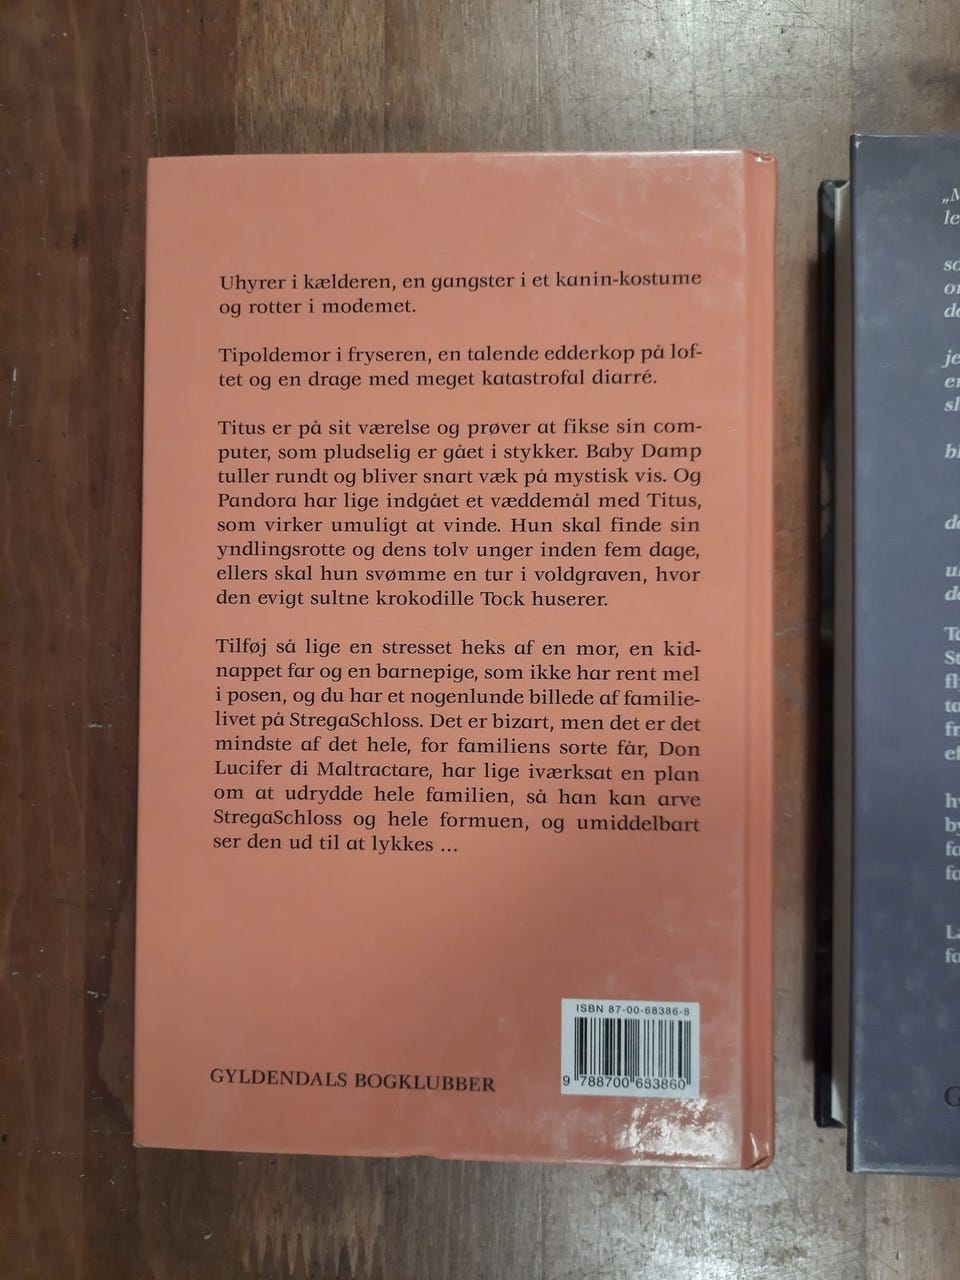 Uhyrer i kælderen, en gangster i et kanin-kostume
og rotter i modemet.
Tipoldemor i fryseren, en talende edderkop på lof-
tet og en drage med meget katastrofal diarré.
Titus er på sit værelse og prøver at fikse sin com-
puter, som pludselig er gået i stykker. Baby Damp
tuller rundt og bliver snart væk på mystisk vis. Og
Pandora har lige indgået et væddemål med Titus,
som virker umuligt at vinde. Hun skal finde sin
yndlingsrotte og dens tolv unger inden fem dage,
ellers skal hun svømme en tur i voldgraven, hvor
den evigt sultne krokodille Tock huserer.
Tilføj så lige en stresset heks af en mor, en kid-
nappet far og en barnepige, som ikke har rent mel
i posen, og du har et nogenlunde billede af familie-
livet på StregaSchloss. Det er bizart, men det er det
mindste af det hele, for familiens sorte får, Don
Lucifer di Maltractare, har lige iværksat en plan
om at udrydde hele familien, så han kan arve
StregaSchloss og hele formuen, og umiddelbart
ser den ud til at lykkes ...
ISBN 87-00-68386-8
9 788700 683860
GYLDENDALS BOGKLUBBER